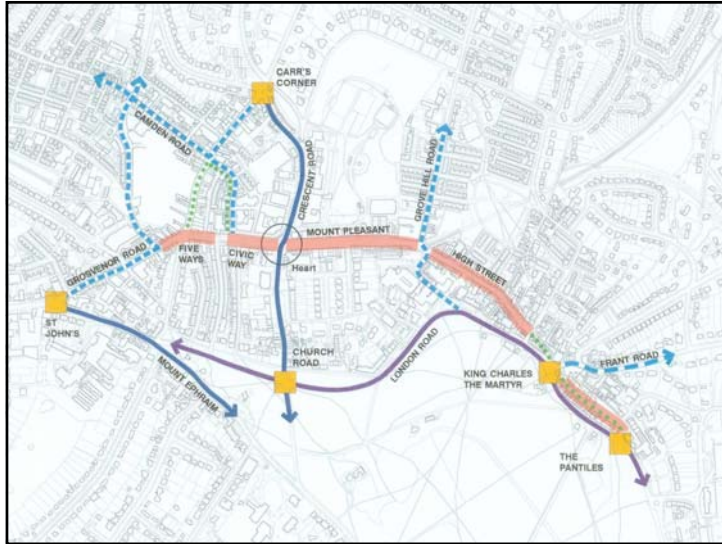 CARR'S
CORNER
CAMDEN ROAD
CRESCENT ROAD
GROVE HILL ROAD
MOUNT PLEASANT
GROSVENOR ROAD
FIVE
WAYS
CIVIC
WAY
Heart
HIGH STREET
ST
JOHN'S
MOUNT EPHRAIM
CHURCH
ROAD
LONDON ROAD
KING CHARLES
THE MARTYR
FRANT ROAD
THE
PANTILES